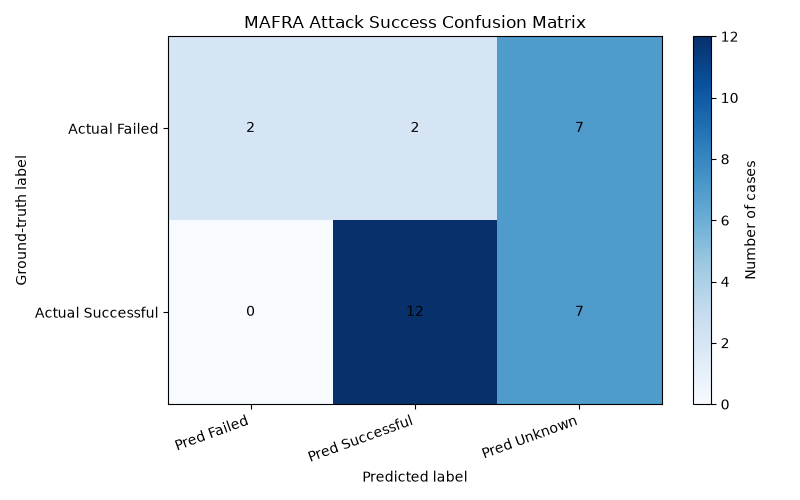 MAFRA Attack Success Confusion Matrix
Ground-truth label
Actual Failed
Actual Successful
2 2 7
0 12 7
Pred Failed
Pred Successful
Pred Unknown
Predicted label
12
10
8
6
4
2
0
Number of cases